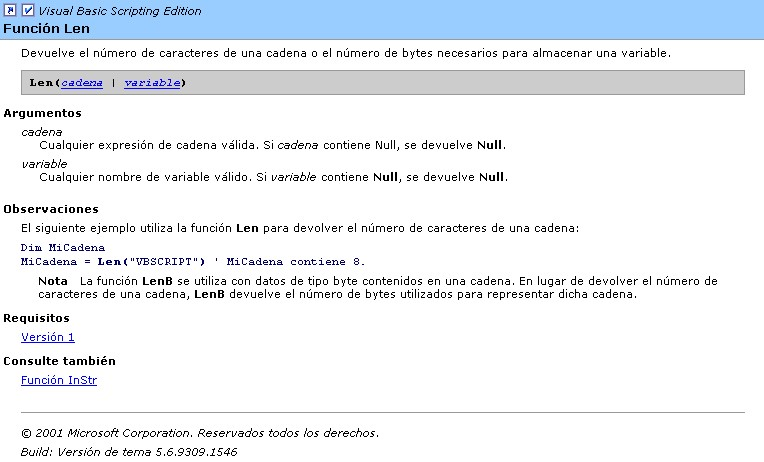 Visual Basic Scripting Edition
Función Len
Devuelve el número de caracteres de una cadena o el número de bytes necesarios para almacenar una variable.
Len(cadena | variable)
Argumentos
cadena
Cualquier expresión de cadena válida. Si cadena contiene Null, se devuelve Null.
variable
Cualquier nombre de variable válido. Si variable contiene Null, se devuelve Null.
Observaciones
El siguiente ejemplo utiliza la función Len para devolver el número de caracteres de una cadena:
Dim MiCadena
MiCadena = Len("VBSCRIPT") ' MiCadena contiene 8.
Nota La función LenB se utiliza con datos de tipo byte contenidos en una cadena. En lugar de devolver el número de
caracteres de una cadena, LenB devuelve el número de bytes utilizados para representar dicha cadena.
Requisitos
Versión 1
Consulte también
Función InStr
© 2001 Microsoft Corporation. Reservados todos los derechos.
Build: Versión de tema 5.6.9309.1546